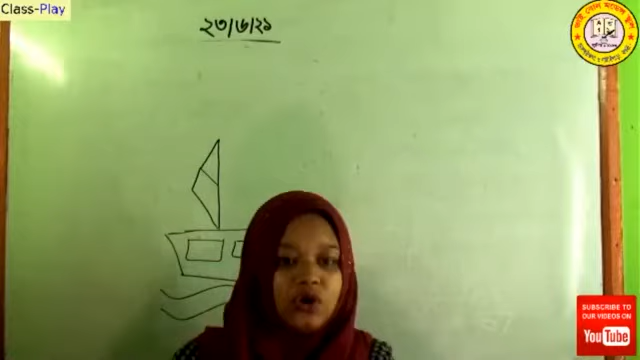 Class-Play
২৩/৬/২১
SUBSCRIBE TO
OUR VIDEOS ON
YouTube